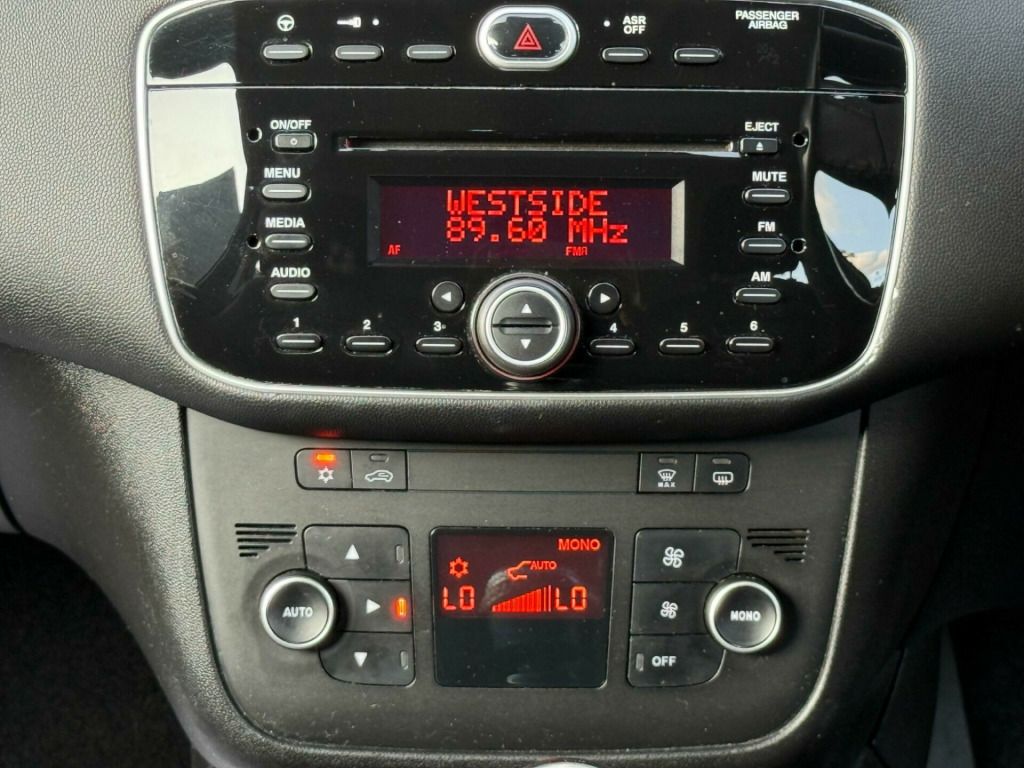 ASR
OFF
PASSENGER
AIRBAG
ON/OFF
EJECT
MENU
MUTE
MEDIA
FM
AUDIO
AM
WESTSIDE
89.60 MHz
AF
FMA
1
2
3
4
5
6
MAX
MONO
AUTO
LO
LO
AUTO
MONO
OFF